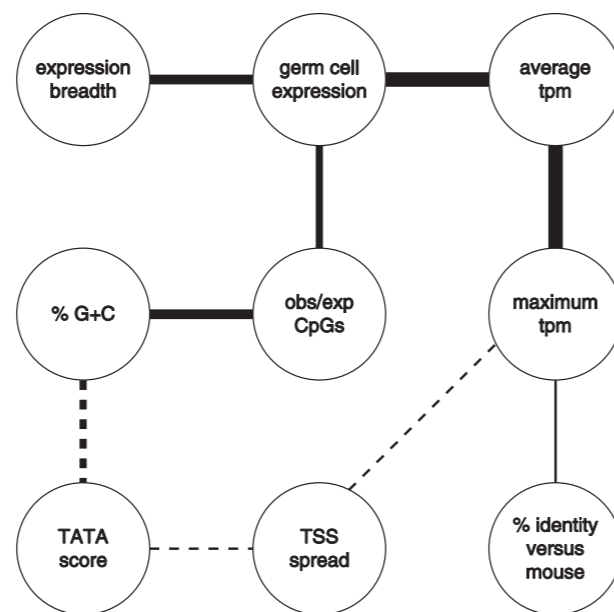 expression
breadth
germ cell
expression
average
tpm
% G+C
obs/exp
CpGs
maximum
tpm
TATA
score
TSS
spread
% identity
versus
mouse